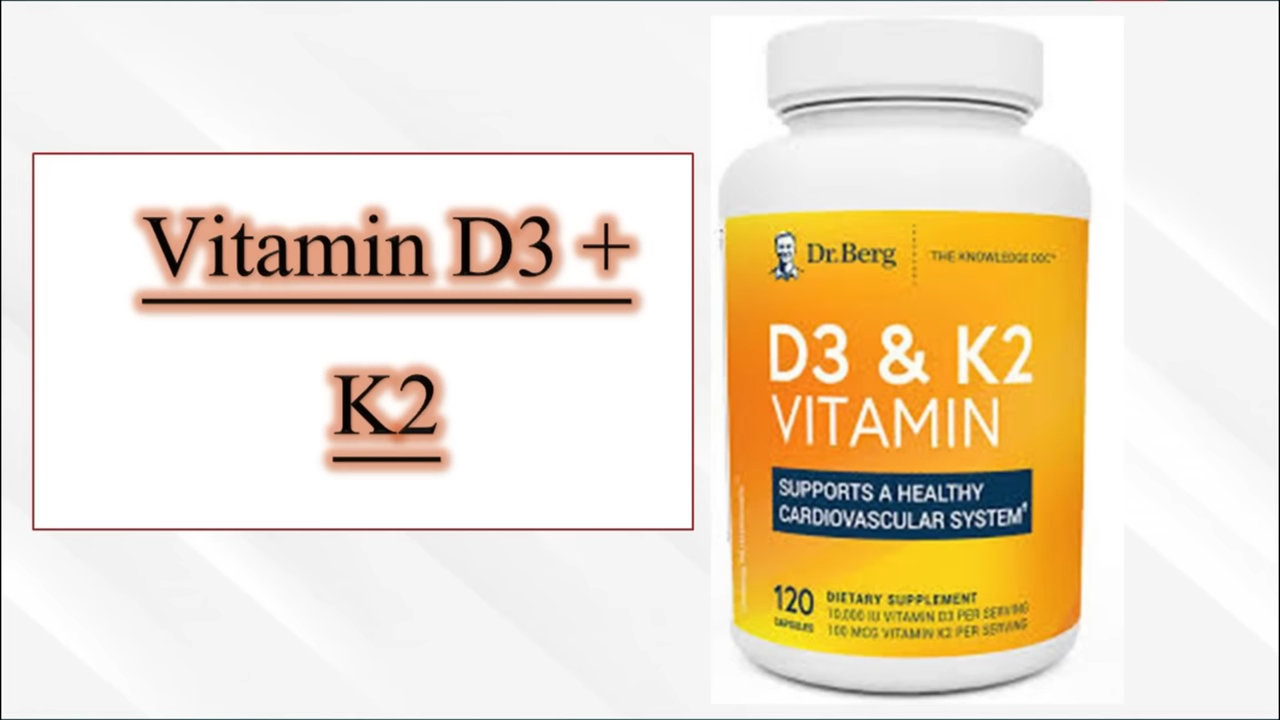 Vitamin D3 +
K2
Dr.Berg
THE KNOWLEDGE DOC™
D3 & K2
VITAMIN
SUPPORTS A HEALTHY
CARDIOVASCULAR SYSTEM*
120
CAPSULES
DIETARY SUPPLEMENT
10,000 IU VITAMIN D3 PER SERVING
100 MCG VITAMIN K2 PER SERVING